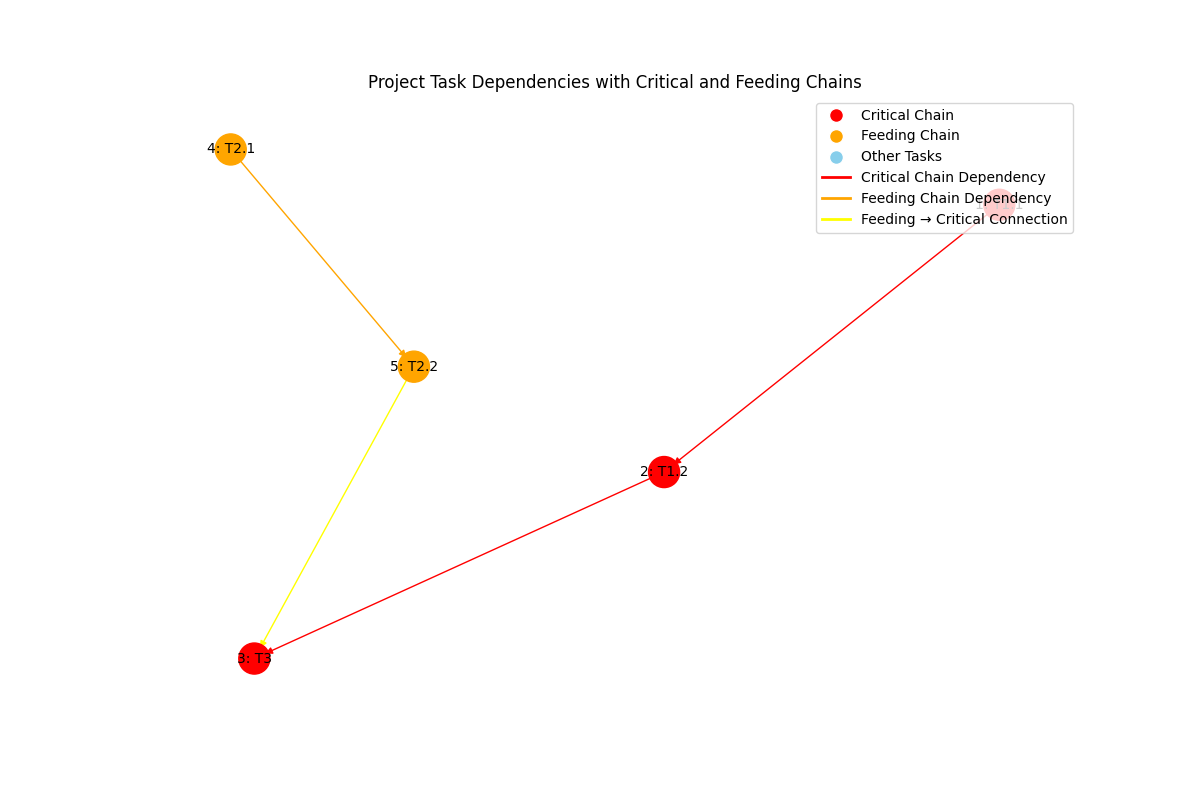 Project Task Dependencies with Critical and Feeding Chains
Critical Chain
Feeding Chain
Other Tasks
Critical Chain Dependency
Feeding Chain Dependency
Feeding → Critical Connection
4: T2.1
5: T2.2
2: T1.2
3: T3